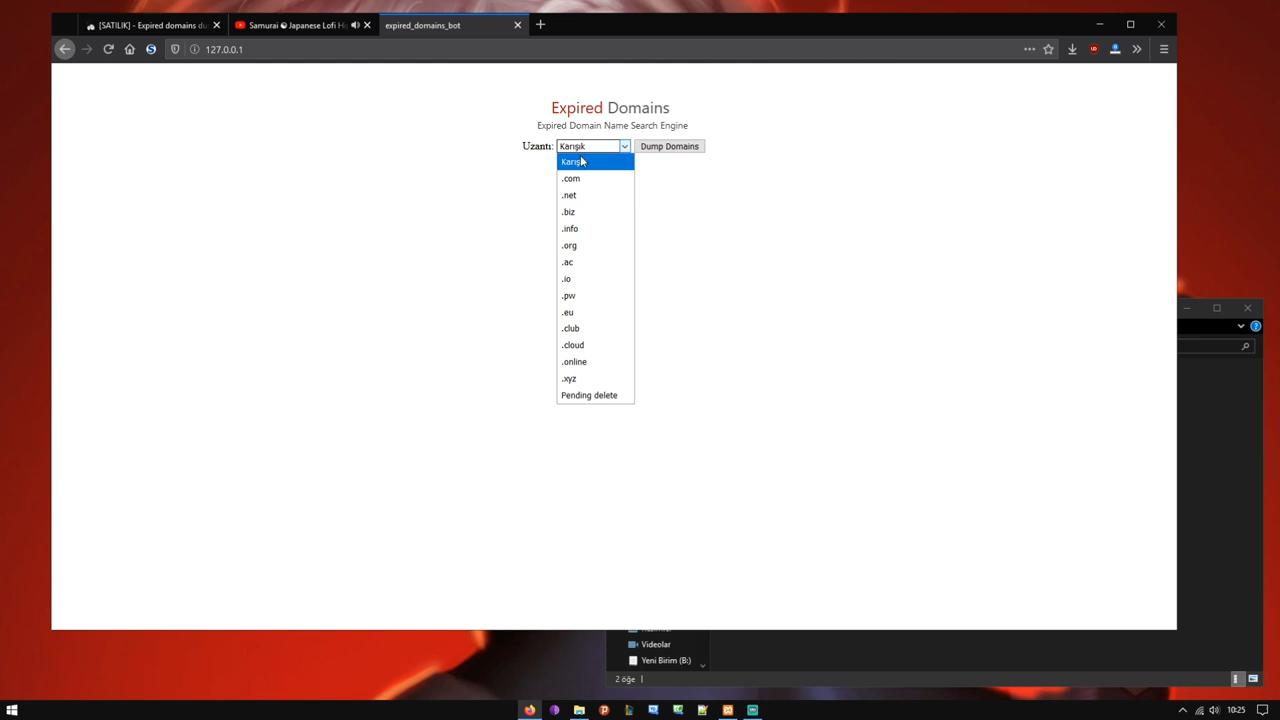 [SATILIK] - Expired domains du
Samurai ☯ Japanese Lofi Hi
expired_domains_bot
127.0.0.1
Expired Domains
Expired Domain Name Search Engine
Uzantı: Karışık
Dump Domains
.com
.net
.biz
.info
.org
.ac
.io
.pw
.eu
.club
.cloud
.online
.xyz
Pending delete
Videolar
Yeni Birim (B:)
2 öğe
10:25